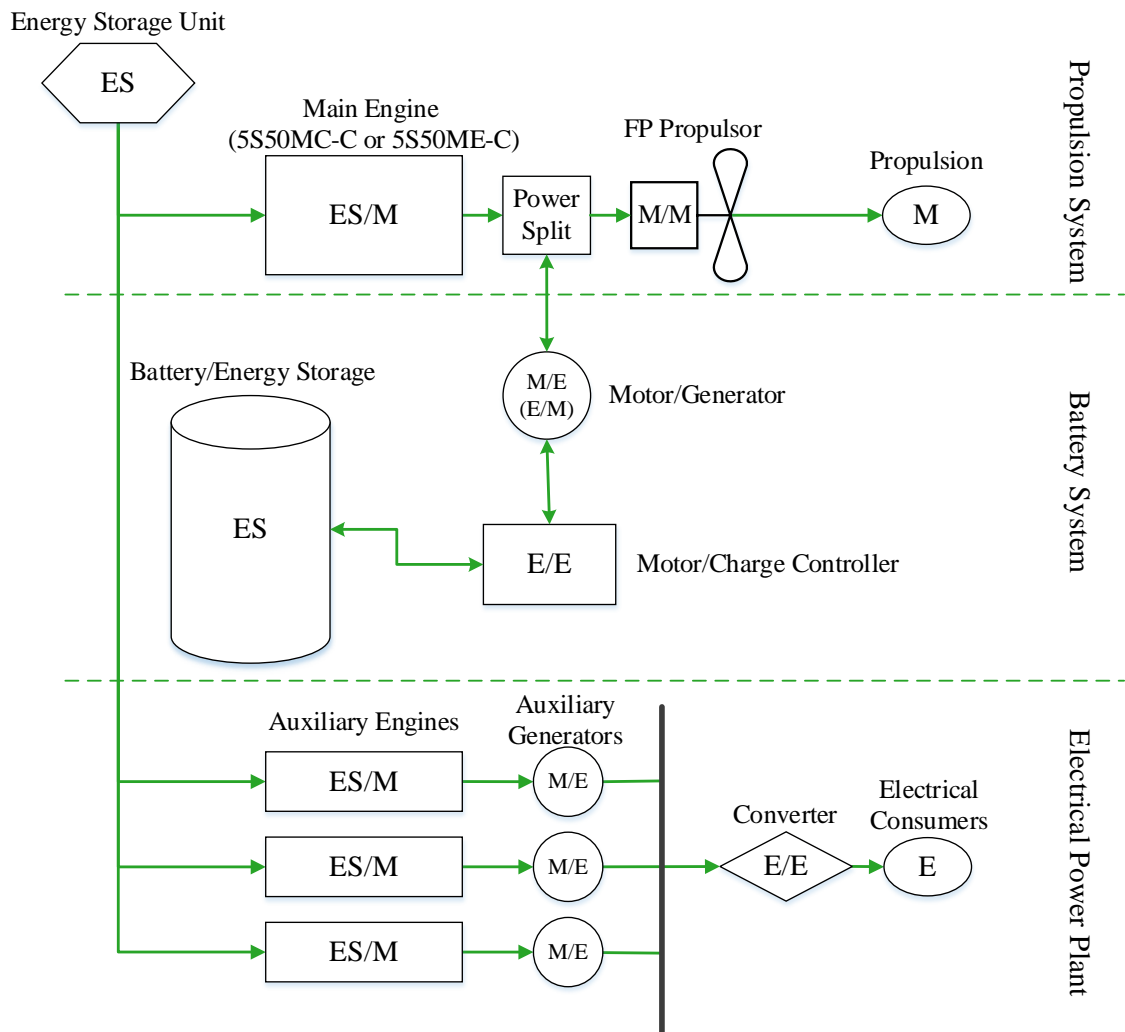 Energy Storage Unit
ES
Main Engine
(5S50MC-C or 5S50ME-C)
ES/M
Power
Split
FP Propulsor
M/M
Propulsion
M
Propulsion System
Battery/Energy Storage
ES
M/E
(E/M)
Motor/Generator
E/E
Motor/Charge Controller
Battery System
Auxiliary Engines
Auxiliary
Generators
ES/M
M/E
ES/M
M/E
ES/M
M/E
Converter
E/E
Electrical
Consumers
E
Electrical Power Plant